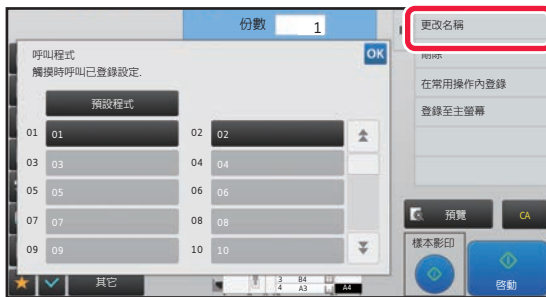 份數 1
更改名稱
呼叫程式
OK
觸摸時呼叫已登錄設定.
刪除
在常用操作內登錄
登錄至主螢幕
預設程式
01 01
02 02
03 03
04 04
05 05
06 06
07 07
08 08
09 09
10 10
預覽
CA
樣本影印
啓動
其它
3 B4
4 A3
A4